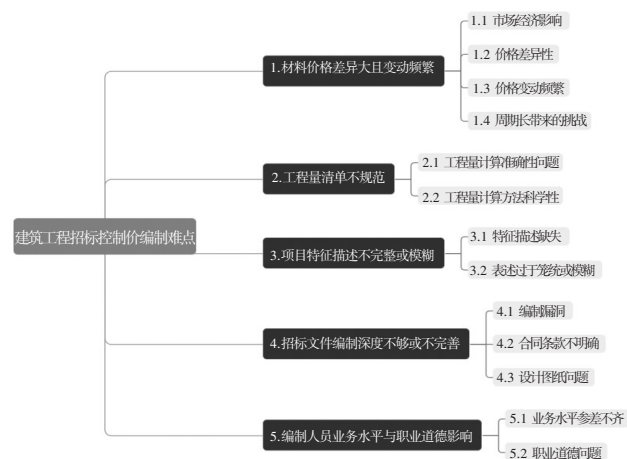 建筑工程招标控制价编制难点
1.材料价格差异大且变动频繁
1.1 市场经济影响
1.2 价格差异性
1.3 价格变动频繁
1.4 周期长带来的挑战
2.工程量清单不规范
2.1 工程量计算准确性问题
2.2 工程量计算方法科学性
3.项目特征描述不完整或模糊
3.1 特征描述缺失
3.2 表述过于笼统或模糊
4.招标文件编制深度不够或不完善
4.1 编制漏洞
4.2 合同条款不明确
4.3 设计图纸问题
5.编制人员业务水平与职业道德影响
5.1 业务水平参差不齐
5.2 职业道德问题